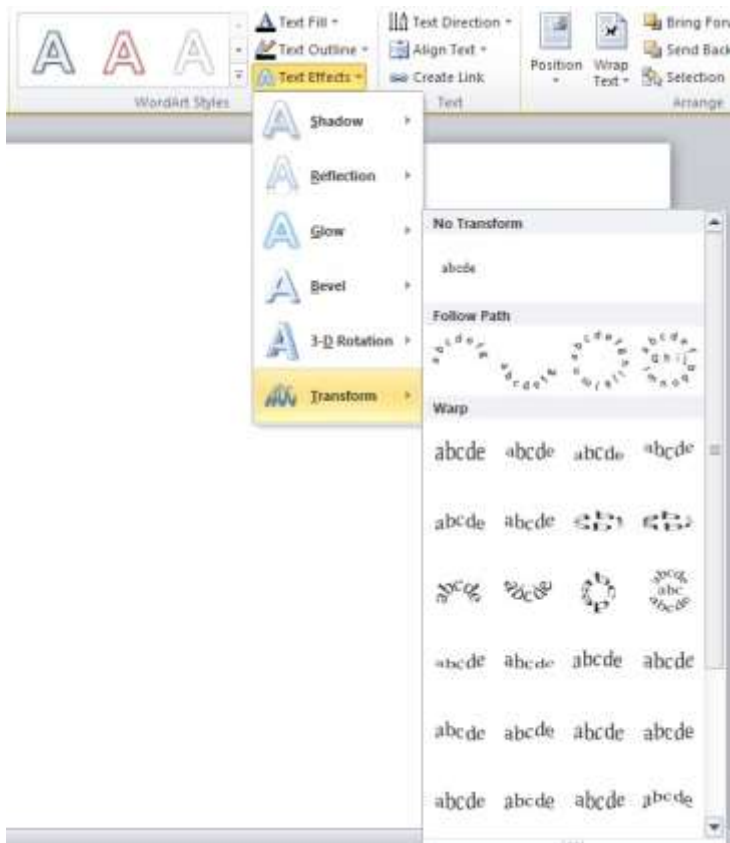 A Text Fill
Text Outline
Text Effects
A A A
WordArt Styles
Text Direction
Align Text
Create Link
Text
Position
Wrap Text
Bring Forw
Send Back
Selection
Arrange
Shadow
Reflection
Glow
Bevel
3-D Rotation
Transform
No Transform
abcde
Follow Path
abcdefg abcdefg
Warp
abcde abcde abcde abcde
abcde abcde
abcde abcde
abcde abcde abcde abcde
abcde abcde abcde abcde
abcde abcde abcde abcde